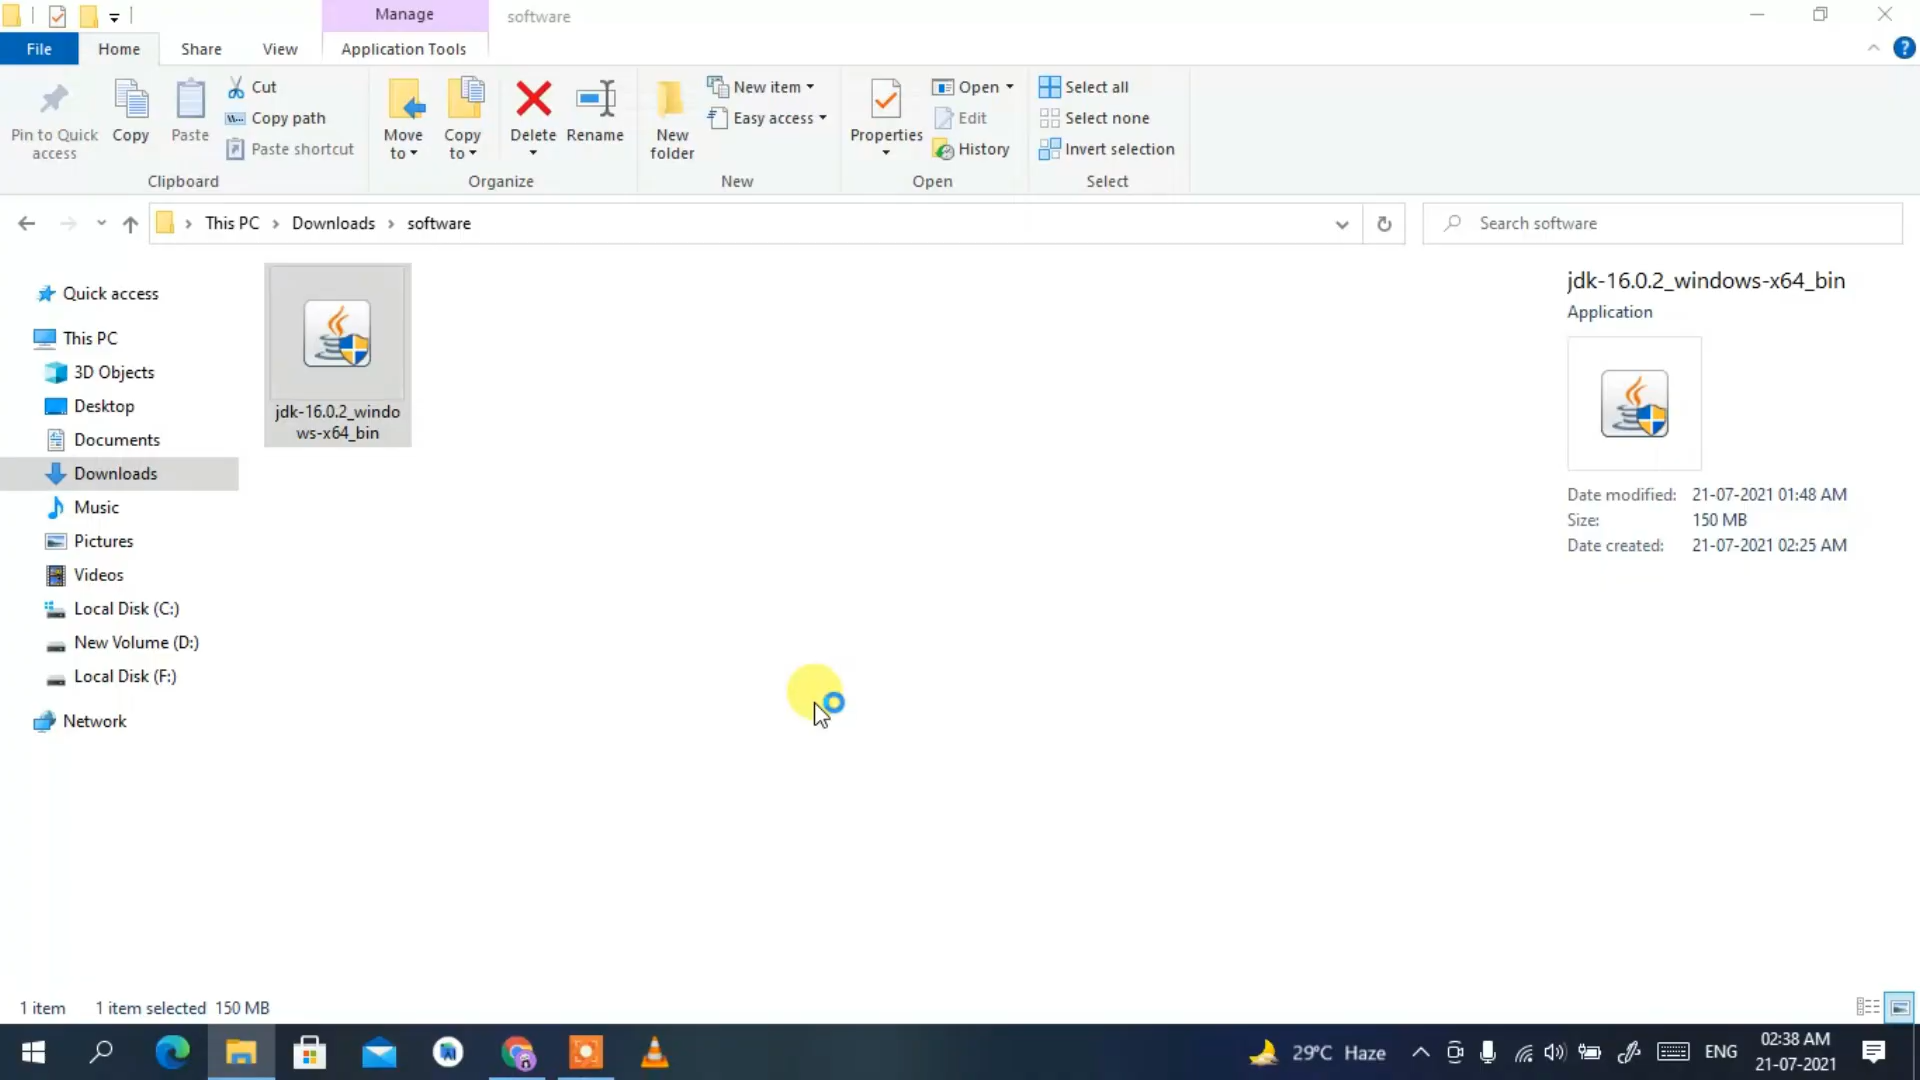 Manage
software
File
Home
Share
View
Application Tools
Pin to Quick
access
Copy
Paste
Cut
Copy path
Paste shortcut
Clipboard
Move
to
Copy
to
Delete
Rename
Organize
New
folder
New item
Easy access
New
Properties
Open
Edit
History
Open
Select all
Select none
Invert selection
Select
This PC > Downloads > software
Search software
Quick access
This PC
3D Objects
Desktop
Documents
Downloads
Music
Pictures
Videos
Local Disk (C:)
New Volume (D:)
Local Disk (F:)
Network
jdk-16.0.2_windo
ws-x64_bin
jdk-16.0.2_windows-x64_bin
Application
Date modified: 21-07-2021 01:48 AM
Size: 150 MB
Date created: 21-07-2021 02:25 AM
1 item
1 item selected 150 MB
29°C Haze
ENG
02:38 AM
21-07-2021